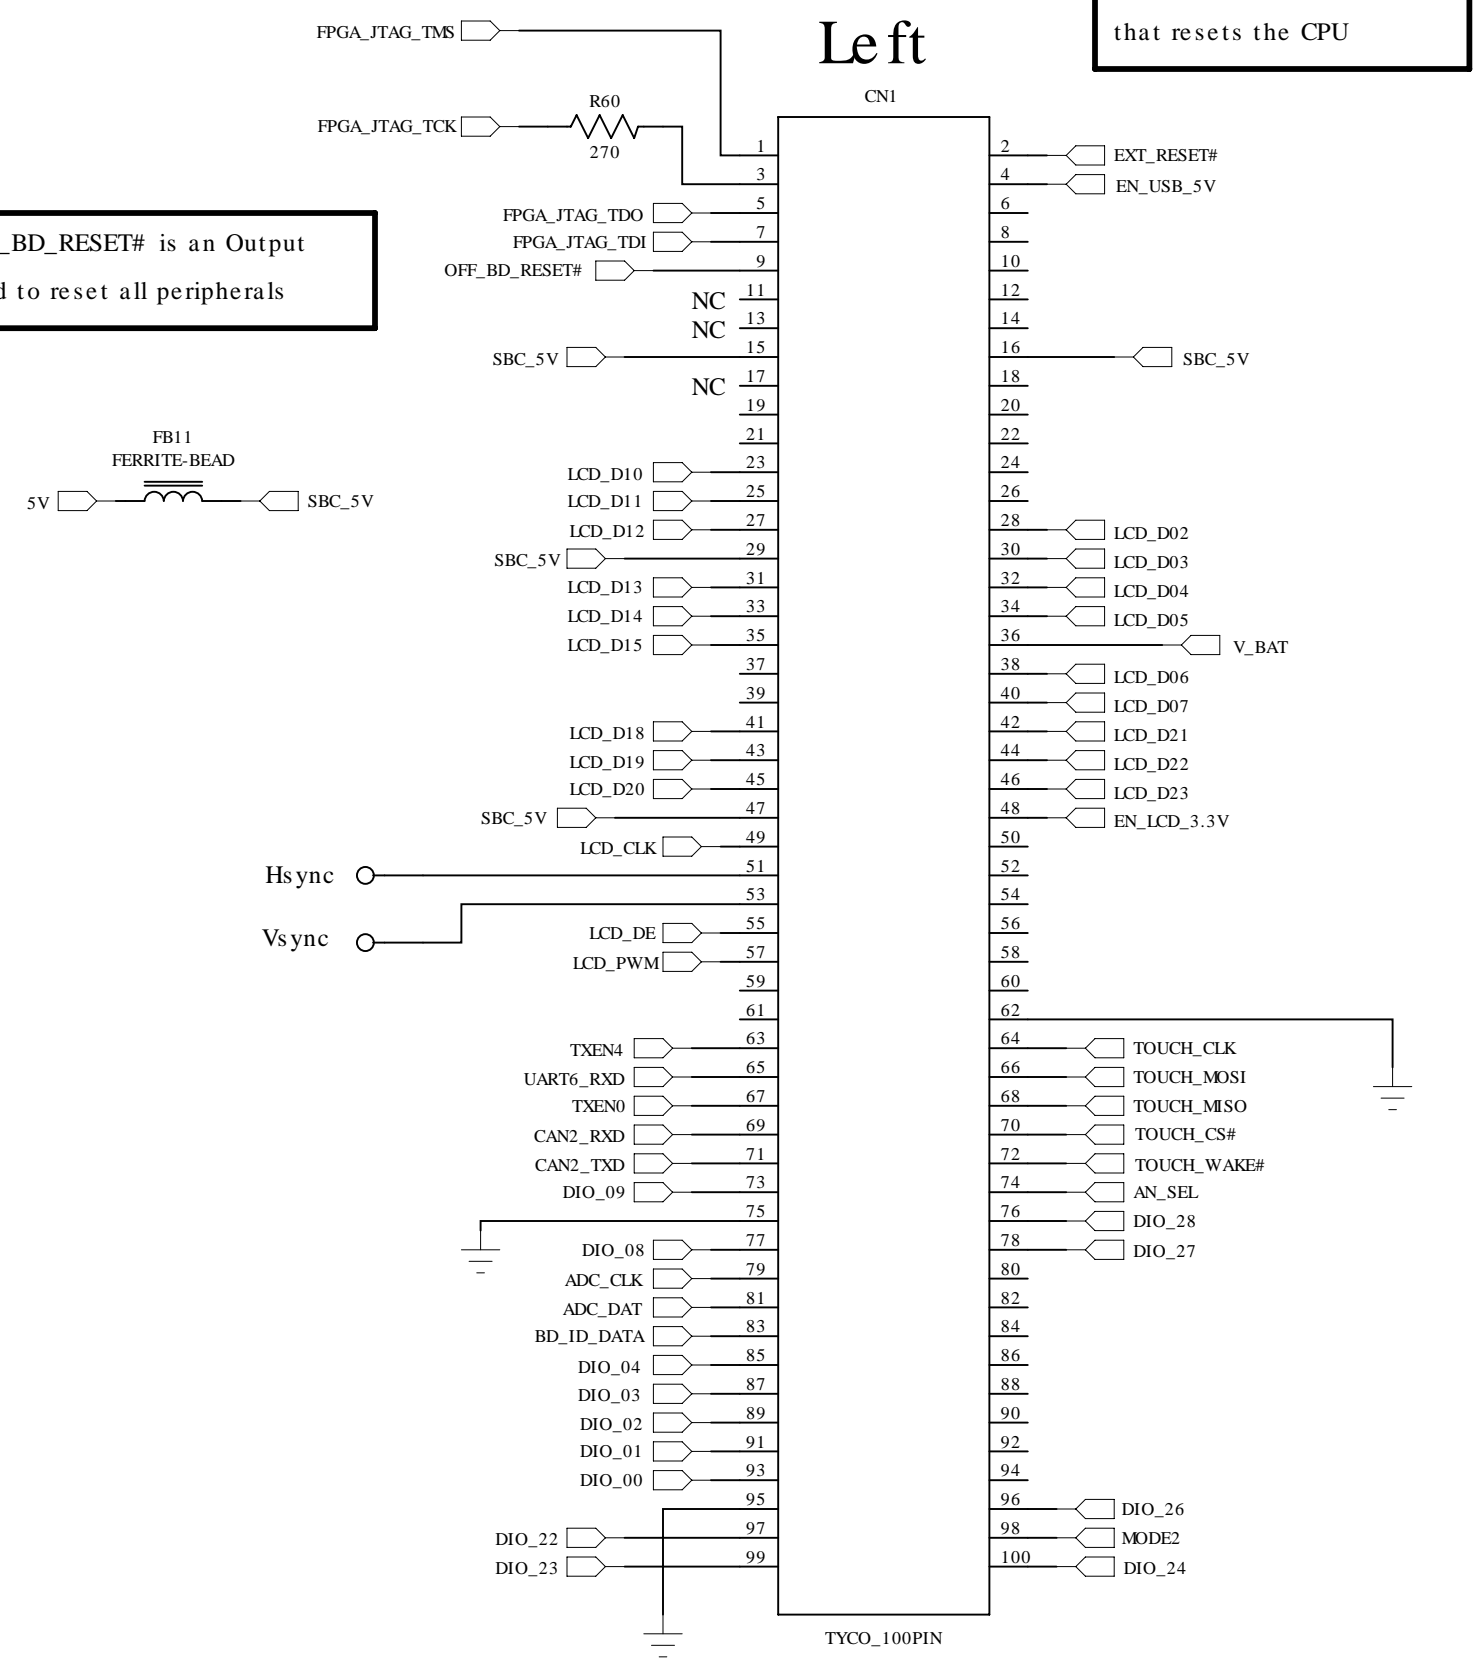 that resets the CPU
Left
CN1
FPGA_JTAG_TMS
FPGA_JTAG_TCK
R60
270
_BD_RESET# is an Output
to reset all peripherals
FB11
FERRITE-BEAD
5V
SBC_5V
1
2 EXT_RESET#
3
4 EN_USB_5V
FPGA_JTAG_TDO 5
6
FPGA_JTAG_TDI 7
8
OFF_BD_RESET# 9
10
NC 11
12
NC 13
14
SBC_5V 15
16 SBC_5V
NC 17
18
19
20
21
22
LCD_D10 23
24
LCD_D11 25
26
LCD_D12 27
28 LCD_D02
SBC_5V 29
30 LCD_D03
LCD_D13 31
32 LCD_D04
LCD_D14 33
34 LCD_D05
LCD_D15 35
36 V_BAT
37
38 LCD_D06
39
40 LCD_D07
LCD_D18 41
42 LCD_D21
LCD_D19 43
44 LCD_D22
LCD_D20 45
46 LCD_D23
SBC_5V 47
48 EN_LCD_3.3V
LCD_CLK 49
50
Hsync 51
52
Vsync 53
54
LCD_DE 55
56
LCD_PWM 57
58
59
60
61
62
TXEN4 63
64 TOUCH_CLK
UART6_RXD 65
66 TOUCH_MOSI
TXEN0 67
68 TOUCH_MISO
CAN2_RXD 69
70 TOUCH_CS#
CAN2_TXD 71
72 TOUCH_WAKE#
DIO_09 73
74 AN_SEL
75
76 DIO_28
DIO_08 77
78 DIO_27
ADC_CLK 79
80
ADC_DAT 81
82
BD_ID_DATA 83
84
DIO_04 85
86
DIO_03 87
88
DIO_02 89
90
DIO_01 91
92
DIO_00 93
94
95
96 DIO_26
DIO_22 97
98 MODE2
DIO_23 99
100 DIO_24
TYCO_100PIN